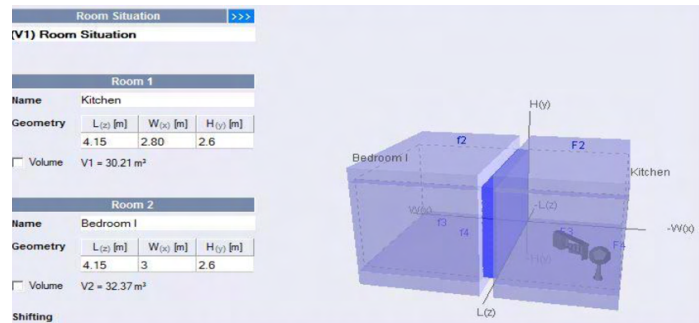 Room Situation >>>
(V1) Room Situation
Room 1
Name Kitchen
Geometry L(z) [m] W(x) [m] H(y) [m]
4.15 2.80 2.6
Volume V1 = 30.21 m³
Room 2
Name Bedroom I
Geometry L(z) [m] W(x) [m] H(y) [m]
4.15 3 2.6
Volume V2 = 32.37 m³
Shifting
H(y)
f2 F2
Bedroom I
Kitchen
W(x) -L(z)
f3 F3 -W(x)
f4 F4
-H(y)
L(z)